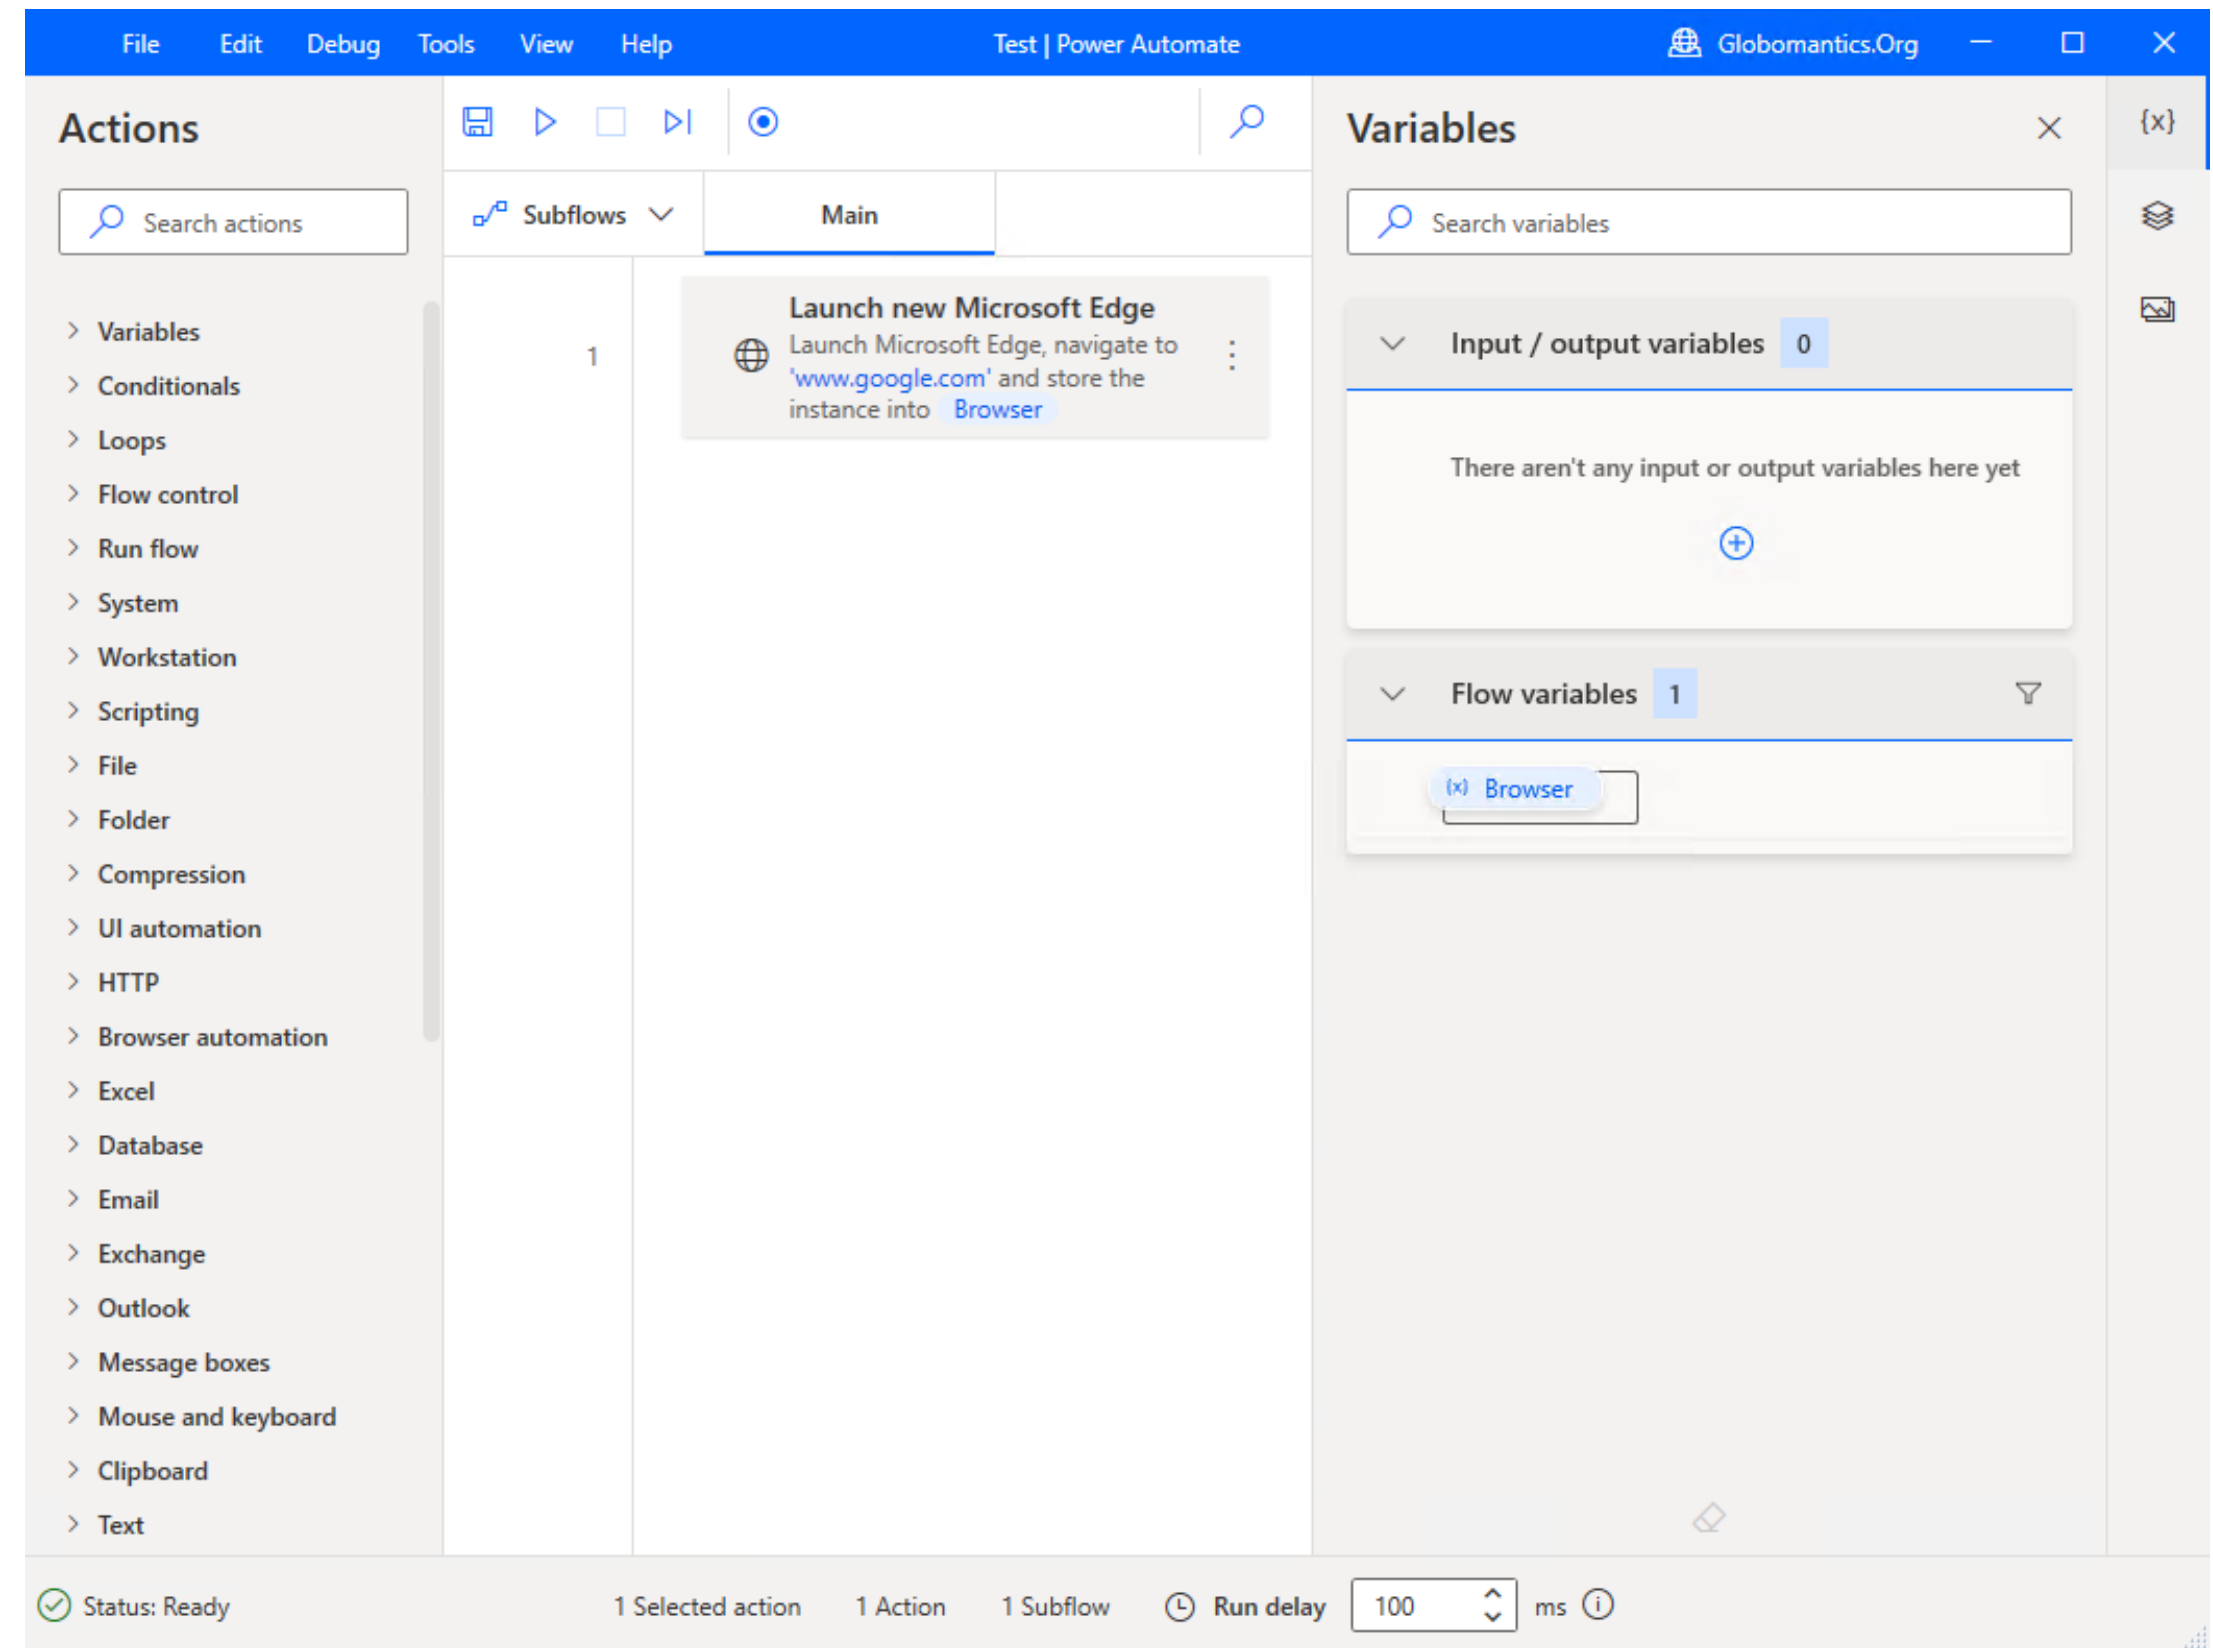 File Edit Debug Tools View Help Test | Power Automate Globomantics.Org
Actions
Search actions
Variables
Conditionals
Loops
Flow control
Run flow
System
Workstation
Scripting
File
Folder
Compression
UI automation
HTTP
Browser automation
Excel
Database
Email
Exchange
Outlook
Message boxes
Mouse and keyboard
Clipboard
Text
Subflows Main
1
Launch new Microsoft Edge
Launch Microsoft Edge, navigate to
'www.google.com' and store the
instance into Browser
Variables
{x}
Search variables
Input / output variables 0
There aren't any input or output variables here yet
Flow variables 1
{x} Browser
Status: Ready 1 Selected action 1 Action 1 Subflow Run delay 100 ms